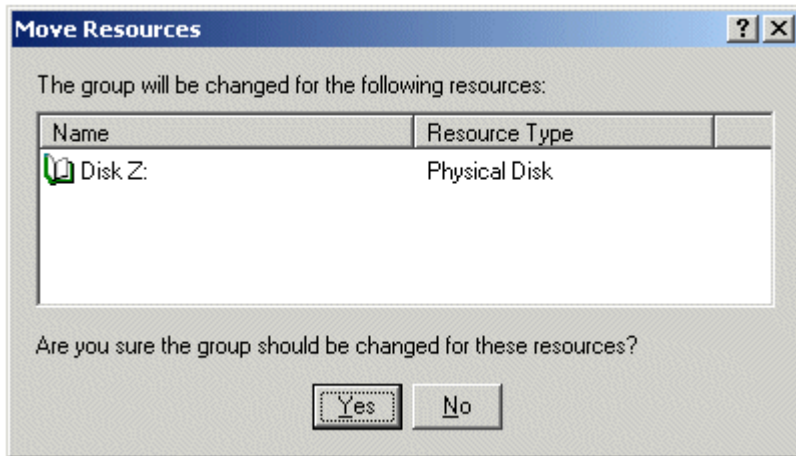 Move Resources
The group will be changed for the following resources:
Name Resource Type
Disk Z: Physical Disk
Are you sure the group should be changed for these resources?
Yes No